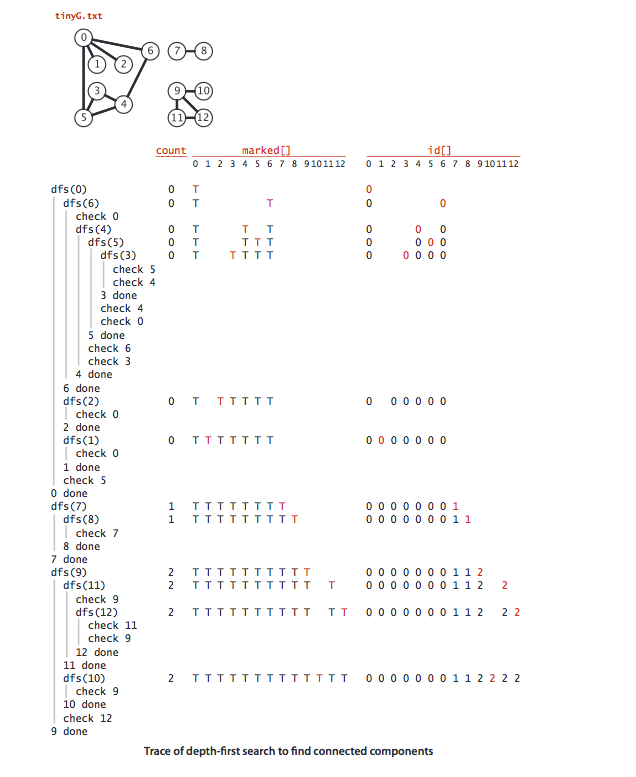 tinyG.txt
0
6 7 8
1 2
3 9 10
4
5 11 12
count marked[] id[]
0 1 2 3 4 5 6 7 8 9 10 11 12 0 1 2 3 4 5 6 7 8 9 10 11 12
dfs(0) 0 T 0
dfs(6) 0 T T 0 0
check 0
dfs(4) 0 T T T 0 0 0
dfs(5) 0 T T T T 0 0 0 0
dfs(3) 0 T T T T T 0 0 0 0 0
check 5
check 4
3 done
check 4
check 0
5 done
check 6
check 3
4 done
6 done
dfs(2) 0 T T T T T T 0 0 0 0 0 0
check 0
2 done
dfs(1) 0 T T T T T T T 0 0 0 0 0 0 0
check 0
1 done
check 5
0 done
dfs(7) 1 T T T T T T T T 0 0 0 0 0 0 0 1
dfs(8) 1 T T T T T T T T T 0 0 0 0 0 0 0 1 1
check 7
8 done
7 done
dfs(9) 2 T T T T T T T T T T 0 0 0 0 0 0 0 1 1 2
dfs(11) 2 T T T T T T T T T T T 0 0 0 0 0 0 0 1 1 2 2
check 9
dfs(12) 2 T T T T T T T T T T T T 0 0 0 0 0 0 0 1 1 2 2 2
check 11
check 9
12 done
11 done
dfs(10) 2 T T T T T T T T T T T T T 0 0 0 0 0 0 0 1 1 2 2 2 2
check 9
10 done
check 12
9 done
Trace of depth-first search to find connected components